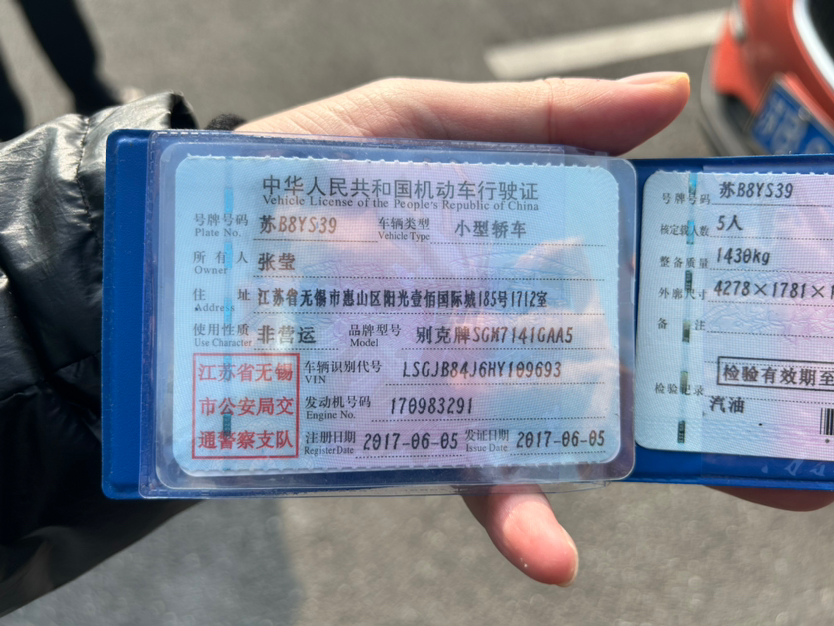 中华人民共和国机动车行驶证
Vehicle License of the People's Republic of China
号牌号码 苏B8YS39 车辆类型 小型轿车
Plate No. Vehicle Type
所有人 张莹
Owner
住址 江苏省无锡市惠山区阳光壹佰国际城185号1712室
Address
使用性质 非营运 品牌型号 别克牌SGM7141GAA5
Use Character Model
江苏省无锡
市公安局交
通警察支队
车辆识别代号 LSGJB84J6HY109693
VIN
发动机号码 170983291
Engine No.
注册日期 2017-06-05 发证日期 2017-06-05
Register Date Issue Date
号牌号码 苏B8YS39
核定载人数 5人
整备质量 1430kg
外廓尺寸 4278×1781×1
备注
检验有效期至
检验记录
汽油